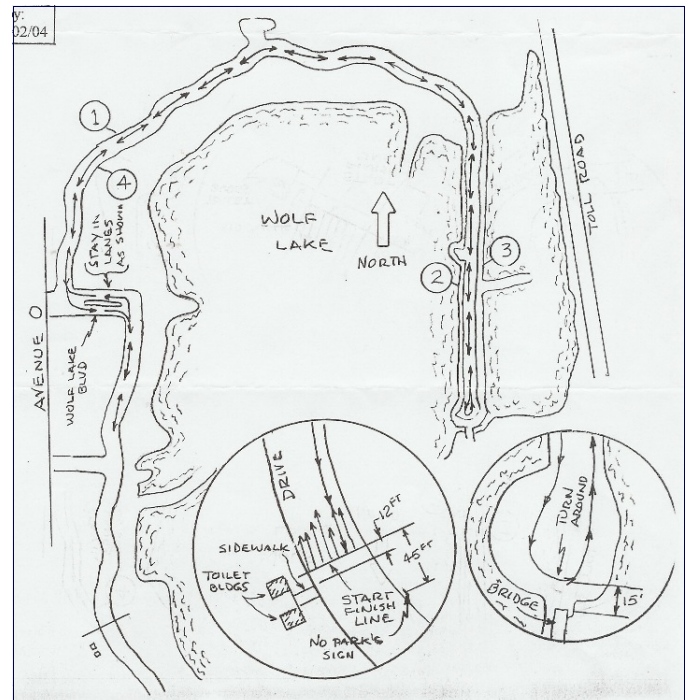 y:
02/04
1
4
STAY IN
LANES
AS SHOWN
WOLF
LAKE
NORTH
2
3
TOLL ROAD
AVENUE O
WOLF LAKE
BLVD
DRIVE
SIDEWALK
TOILET
BLDGS
12FT
45FT
START
FINISH
LINE
NO PARK'G
SIGN
TURN
AROUND
BRIDGE
15'